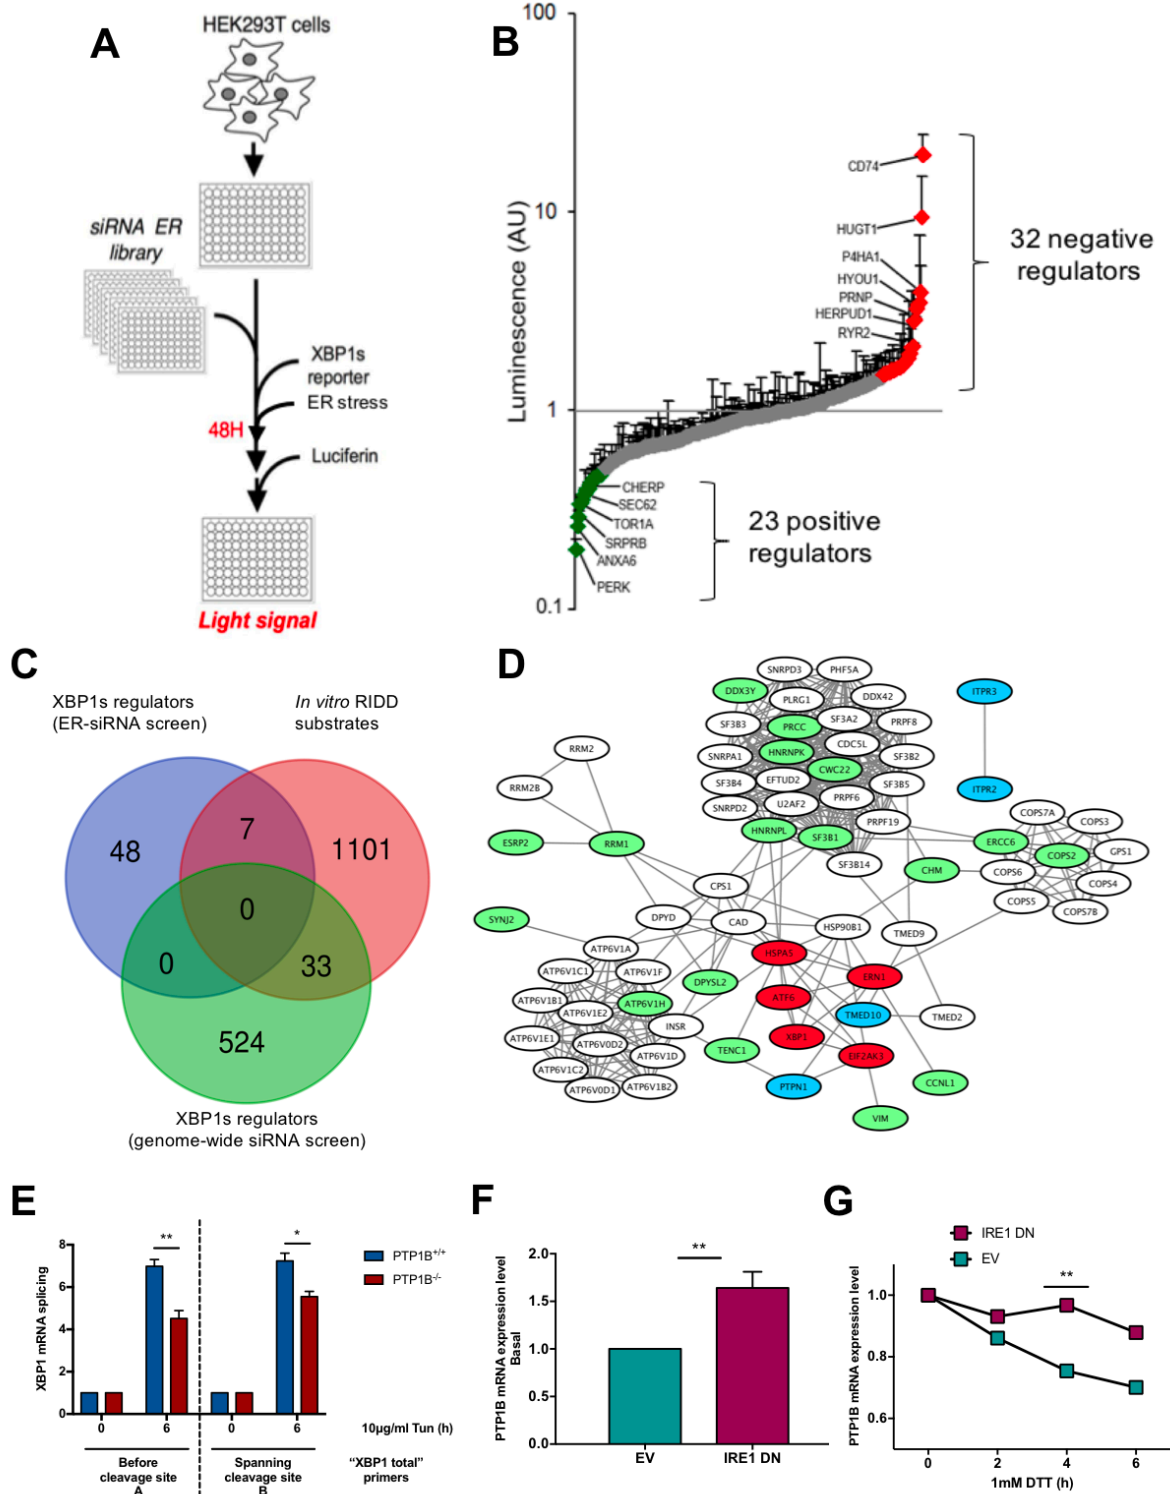 A
HEK293T cells
siRNA ER
library
XBP1s
reporter
ER stress
48H
Luciferin
Light signal
B
Luminescence (AU)
100
10
1
0.1
CD74
HUGT1
P4HA1
HYOU1
PRNP
HERPUD1
RYR2
32 negative
regulators
CHERP
SEC62
TOR1A
SRPRB
ANXA6
PERK
23 positive
regulators
C
XBP1s regulators
(ER-siRNA screen)
In vitro RIDD
substrates
48
7
1101
0
0
33
524
XBP1s regulators
(genome-wide siRNA screen)
D
SNRPD3
PHF5A
DDX3Y
PLRG1
DDX42
ITPR3
SF3B3
PRCC
SF3A2
PRPF8
RRM2
SNRPA1
HNRNPK
CDC5L
SF3B2
CWC22
RRM2B
SF3B4
EFTUD2
SF3B5
ITPR2
SNRPD2
U2AF2
PRPF6
PRPF19
COPS7A
COPS3
HNRNPL
SF3B1
ESRP2
RRM1
ERCC6
COPS2
GPS1
SF3B14
CHM
COPS6
COPS4
CPS1
COPS5
COPS7B
SYNJ2
DPYD
CAD
HSP90B1
TMED9
ATP6V1A
HSPA5
ATP6V1C1
ATP6V1F
DPYSL2
ERN1
ATP6V1B1
ATP6V1H
ATF6
ATP6V1E2
TMED10
TMED2
INSR
ATP6V1E1
ATP6V0D2
XBP1
ATP6V1D
TENC1
EIF2AK3
ATP6V1C2
ATP6V0D1
ATP6V1B2
PTPN1
CCNL1
VIM
E
XBP1 mRNA splicing
8
6
4
2
0
**
*
PTP1B+/+
PTP1B-/-
0
6
0
6
10µg/ml Tun (h)
Before
cleavage site
A
Spanning
cleavage site
B
“XBP1 total”
primers
F
PTP1B mRNA expression level
Basal
2.0
1.5
1.0
0.5
0.0
**
EV
IRE1 DN
G
IRE1 DN
EV
**
PTP1B mRNA expression level
1.0
0.8
0.6
0
2
4
6
1mM DTT (h)